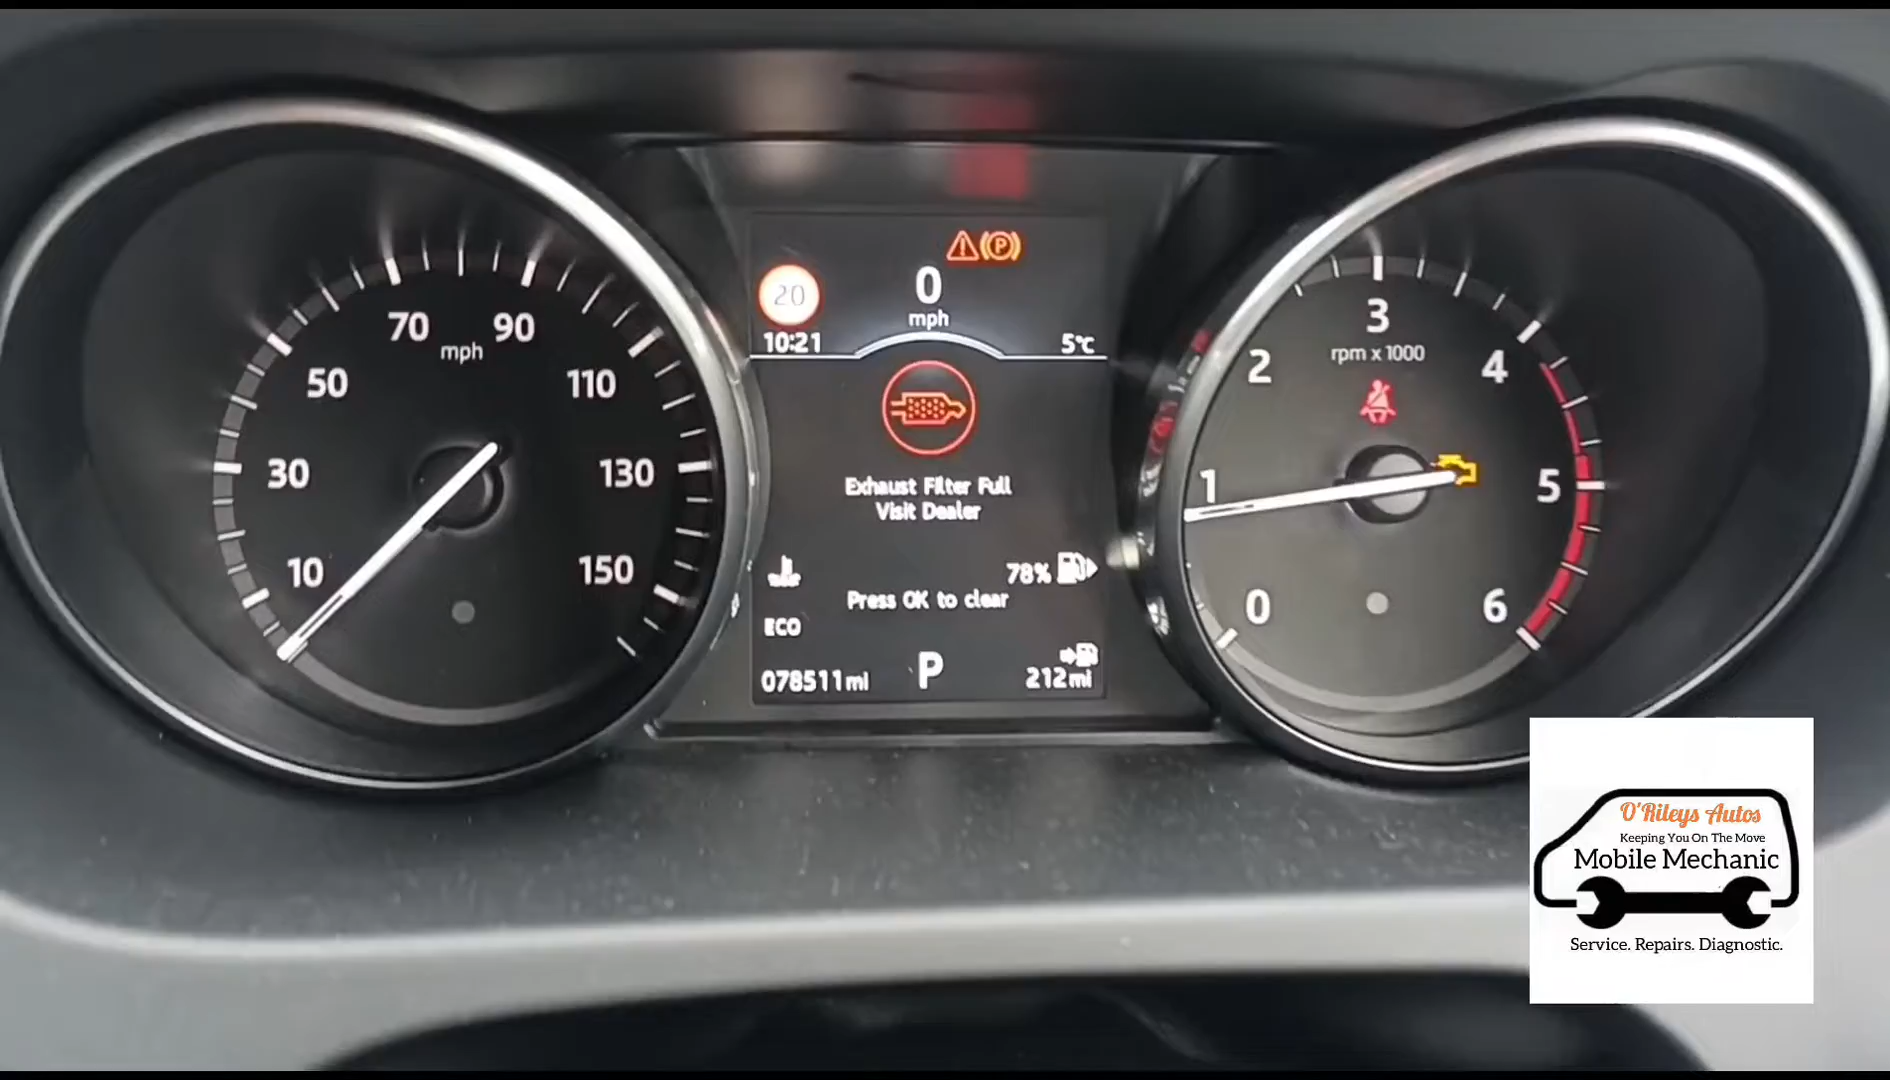 70
90
mph
50
110
30
130
10
150
20
0
mph
10:21
5℃
Exhaust Filter Full
Visit Dealer
78%
Press OK to clear
ECO
078511mi
P
212mi
3
rpm x 1000
2
4
1
5
0
6
O'Rileys Autos
Keeping You On The Move
Mobile Mechanic
Service. Repairs. Diagnostic.